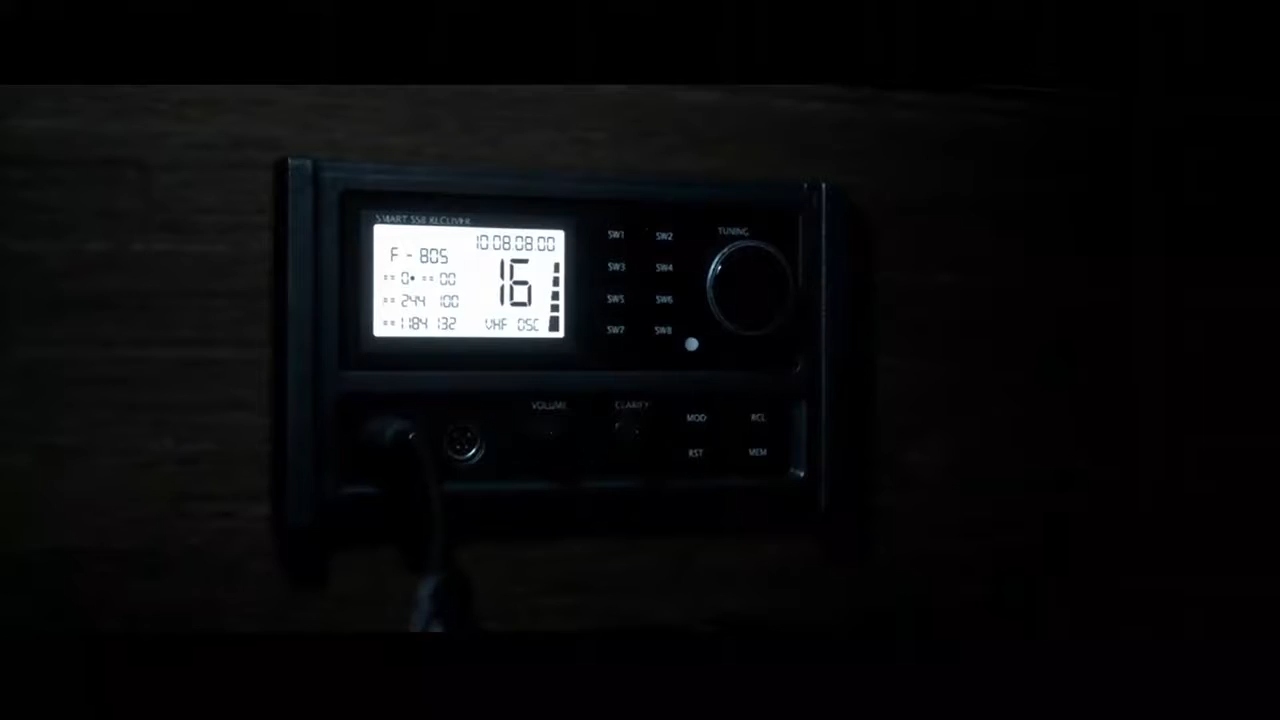 SMART SSB RECEIVER
10:08:08:00
F - 805
16
== 0• == 00
== 244 100
== 1184 132
VHF DSC
SW1 SW2
SW3 SW4
SW5 SW6
SW7 SW8
TUNING
VOLUME
CLARIFY
MOD RCL
RST MEM